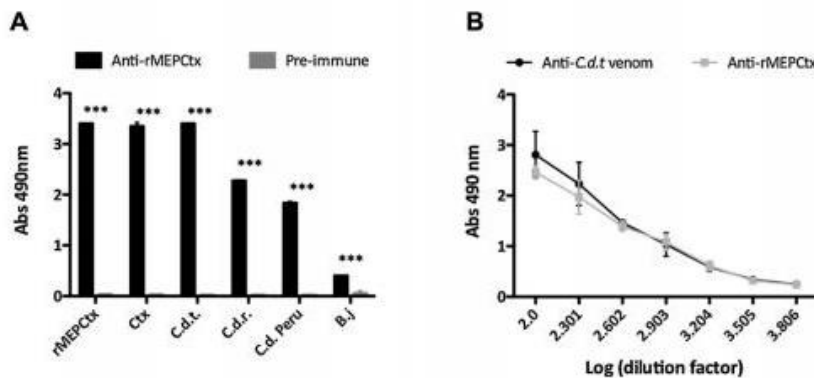 A
Anti-rMEPCtx Pre-immune
Abs 490nm
4
3
2
1
0
*** *** *** *** *** ***
rMEPCtx Ctx C.d.t. C.d.r. C.d. Peru B.j
B
Anti-C.d.t venom Anti-rMEPCtx
Abs 490 nm
4
3
2
1
0
2.0 2.301 2.602 2.903 3.204 3.505 3.806
Log (dilution factor)